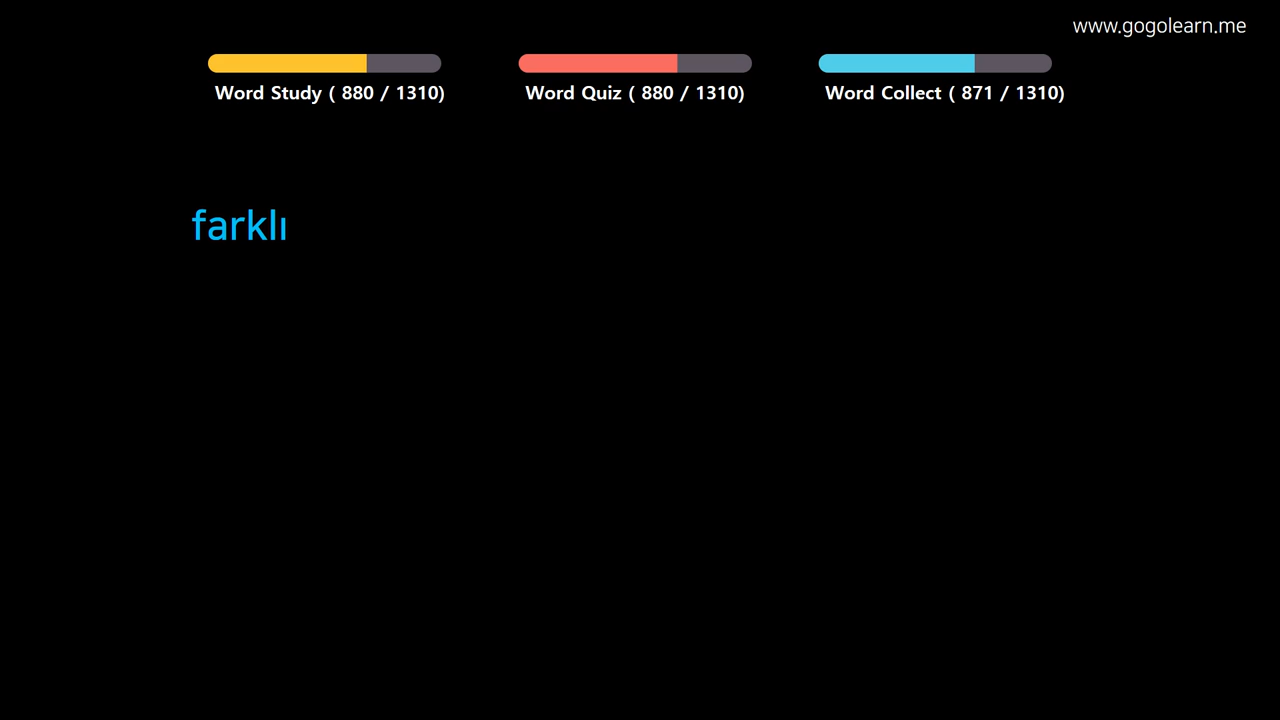 www.gogolearn.me
Word Study ( 880 / 1310)
Word Quiz ( 880 / 1310)
Word Collect ( 871 / 1310)
farklı